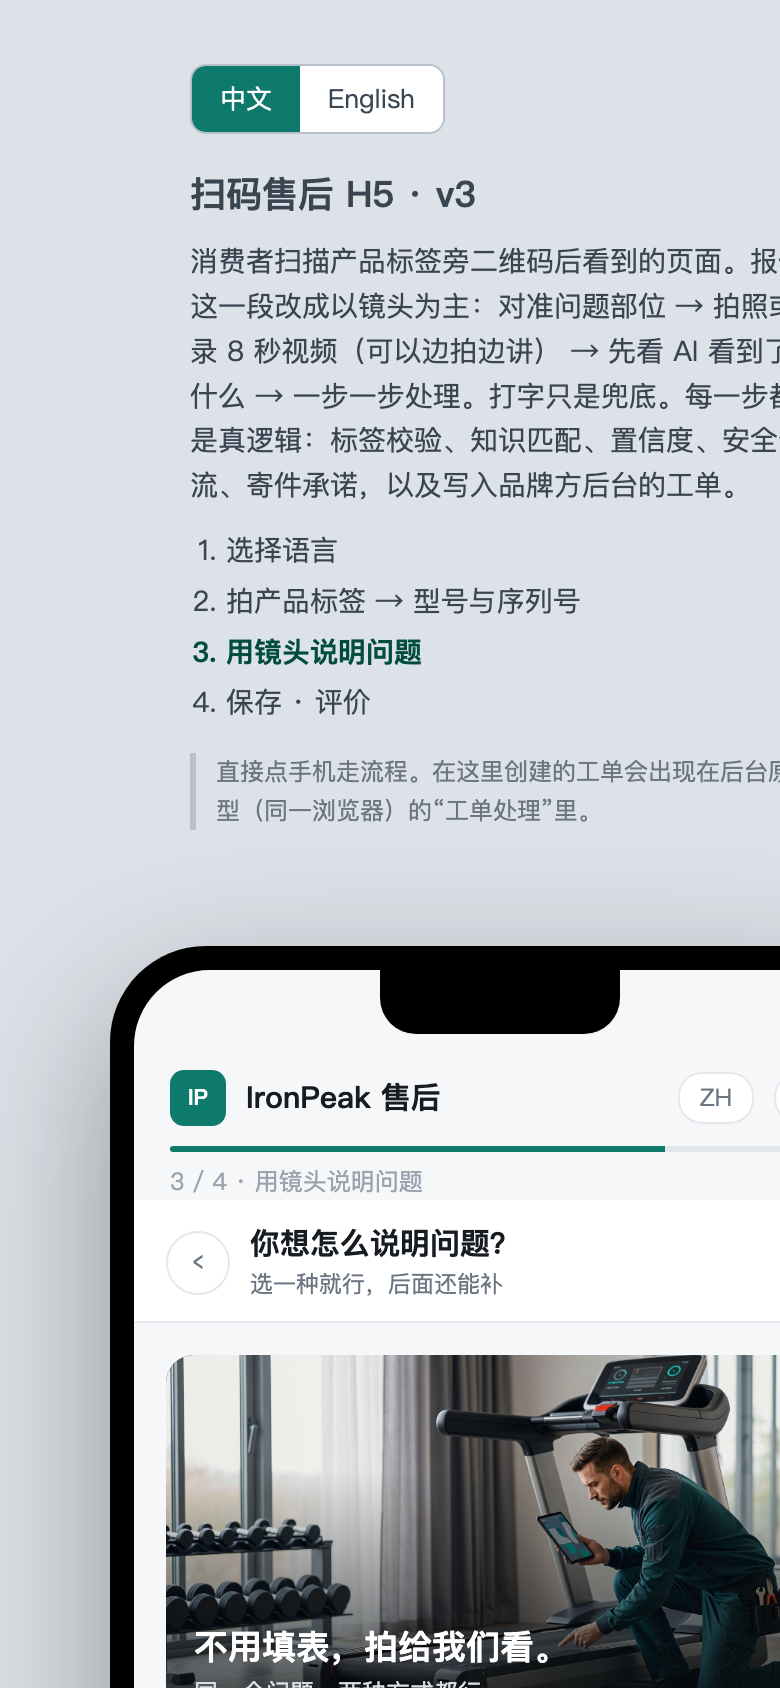 中文 English
扫码售后 H5 · v3
消费者扫描产品标签旁二维码后看到的页面。报
这一段改成以镜头为主：对准问题部位 → 拍照或
录 8 秒视频（可以边拍边讲） → 先看 AI 看到了
什么 → 一步一步处理。打字只是兜底。每一步都
是真逻辑：标签校验、知识匹配、置信度、安全
流、寄件承诺，以及写入品牌方后台的工单。
1. 选择语言
2. 拍产品标签 → 型号与序列号
3. 用镜头说明问题
4. 保存 · 评价
直接点手机走流程。在这里创建的工单会出现在后台原
型（同一浏览器）的“工单处理”里。
IP IronPeak 售后 ZH
3 / 4 · 用镜头说明问题
< 你想怎么说明问题?
选一种就行，后面还能补
不用填表，拍给我们看。